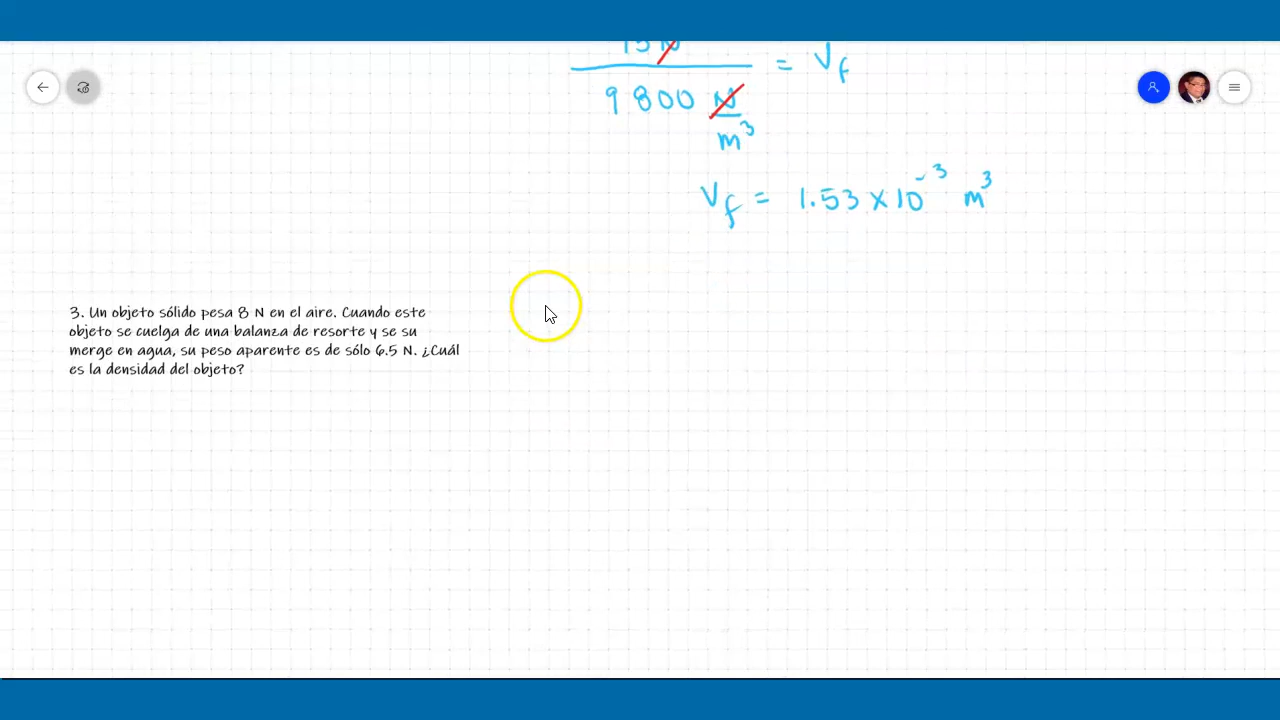 = Vf
9 800 N
m³
Vf = 1.53 x 10⁻³ m³
3. Un objeto sólido pesa 8 N en el aire. Cuando este
objeto se cuelga de una balanza de resorte y se su
merge en agua, su peso aparente es de sólo 6.5 N. ¿Cuál
es la densidad del objeto?